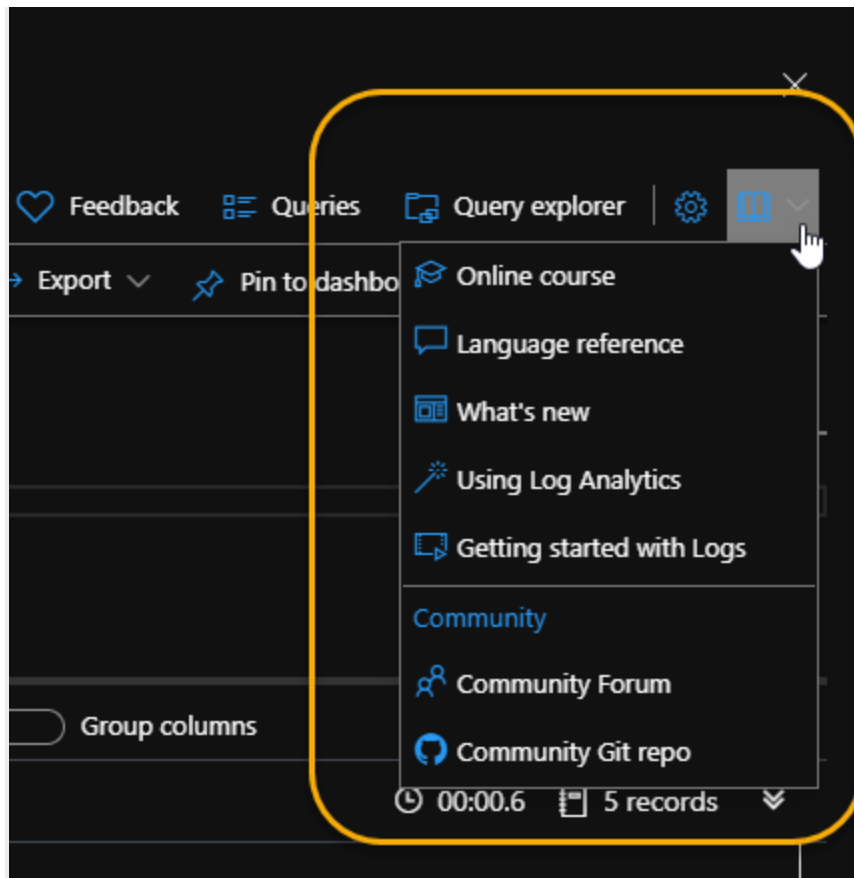 Feedback Queries Query explorer
Export Pin to dashbo
Online course
Language reference
What's new
Using Log Analytics
Getting started with Logs
Community
Community Forum
Group columns
Community Git repo
00:00.6 5 records